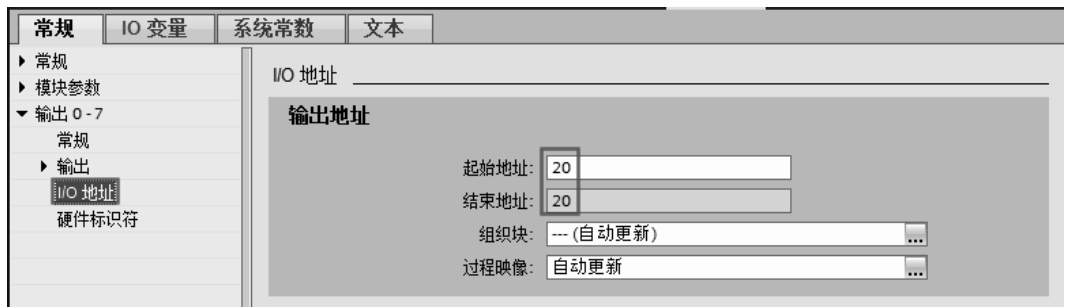 常规 IO 变量 系统常数 文本
常规
模块参数
输出 0 - 7
常规
输出
I/O 地址
硬件标识符
I/O 地址
输出地址
起始地址: 20
结束地址: 20
组织块: --- (自动更新) ...
过程映像: 自动更新 ...